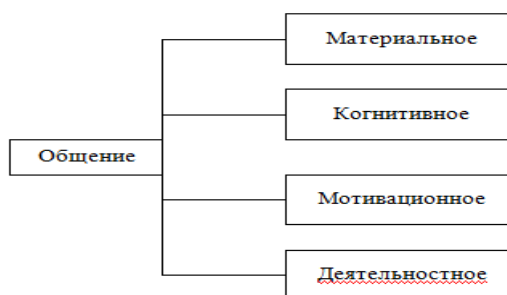 Материальное
Когнитивное
Общение
Мотивационное
Деятельностное